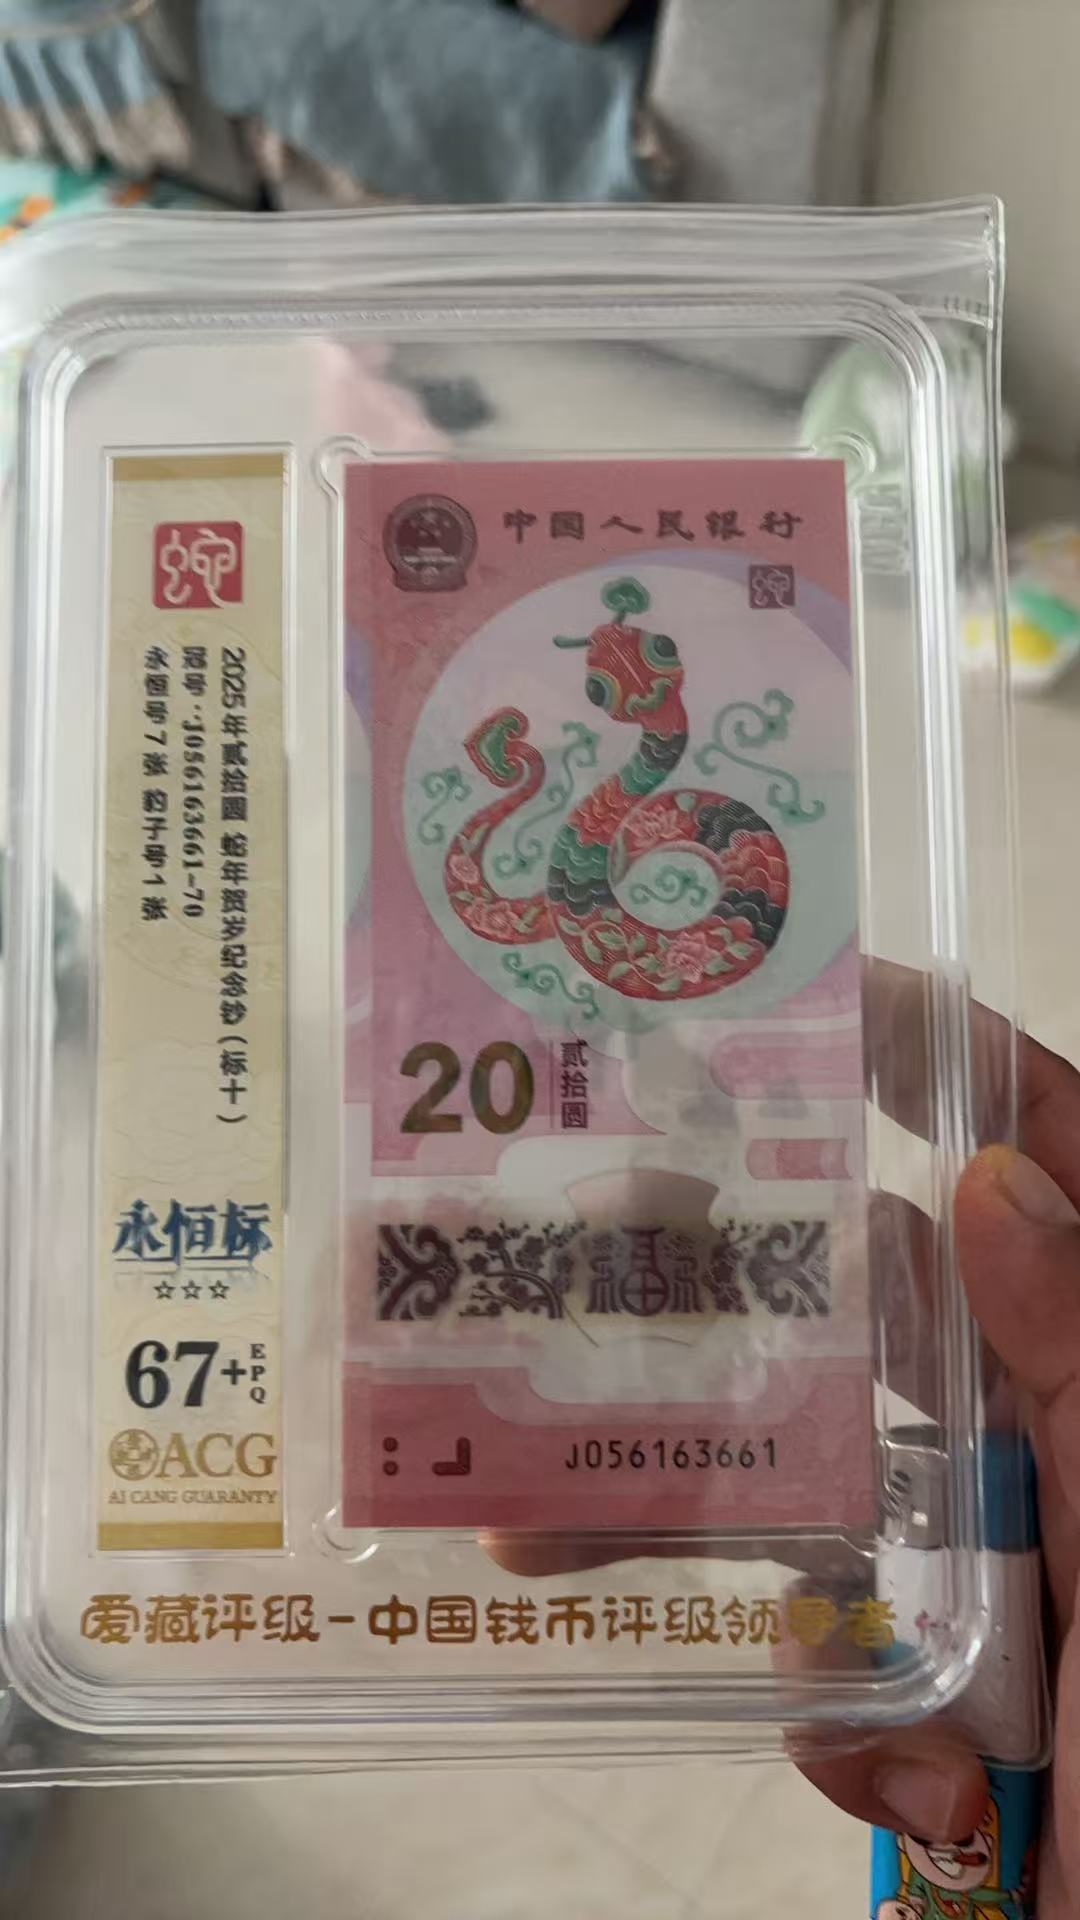 蛇
2025年贰拾圆 蛇年贺岁纪念钞（标十）
冠号：J056163661-70
永恒号7张 豹子号1张
永恒标
☆☆☆
67+
EPQ
ACG
AI CANG GUARANTY
中国人民银行
蛇
20
贰拾圆
福
J056163661
爱藏评级-中国钱币评级领导者